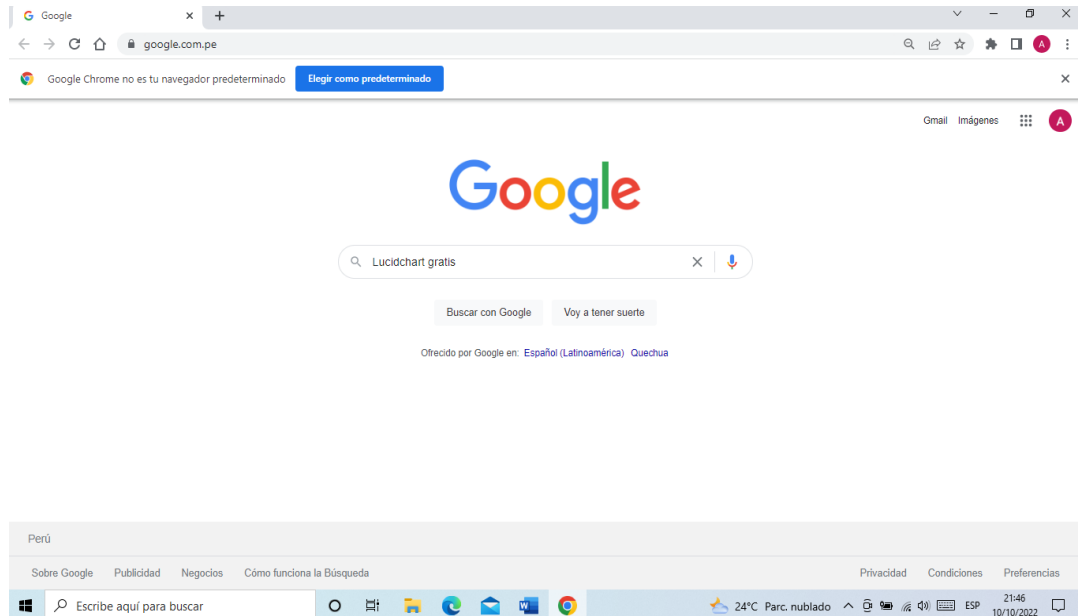 Google
google.com.pe
Google Chrome no es tu navegador predeterminado Elegir como predeterminado
Gmail Imágenes A
Google
Lucidchart gratis
Buscar con Google Voy a tener suerte
Ofrecido por Google en: Español (Latinoamérica) Quechua
Perú
Sobre Google Publicidad Negocios Cómo funciona la Búsqueda Privacidad Condiciones Preferencias
Escribe aquí para buscar 24°C Parc. nublado ESP 21:46
10/10/2022